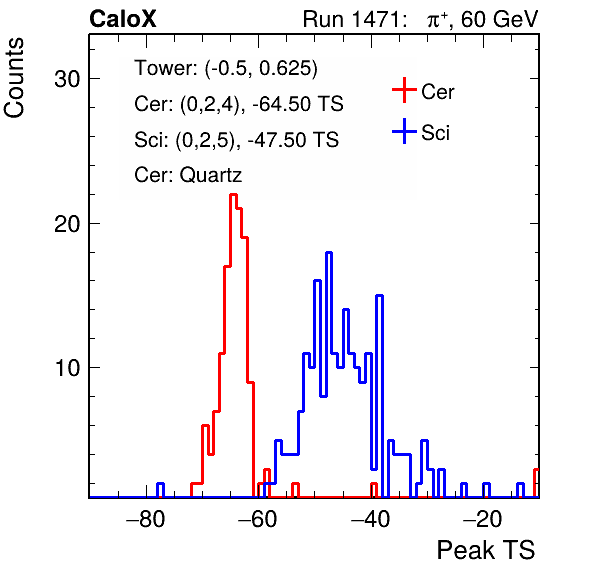 CaloX Run 1471: π⁺, 60 GeV
Counts
Tower: (-0.5, 0.625)
Cer: (0,2,4), -64.50 TS
Sci: (0,2,5), -47.50 TS
Cer: Quartz
Cer
Sci
30
20
10
−80 −60 −40 −20
Peak TS